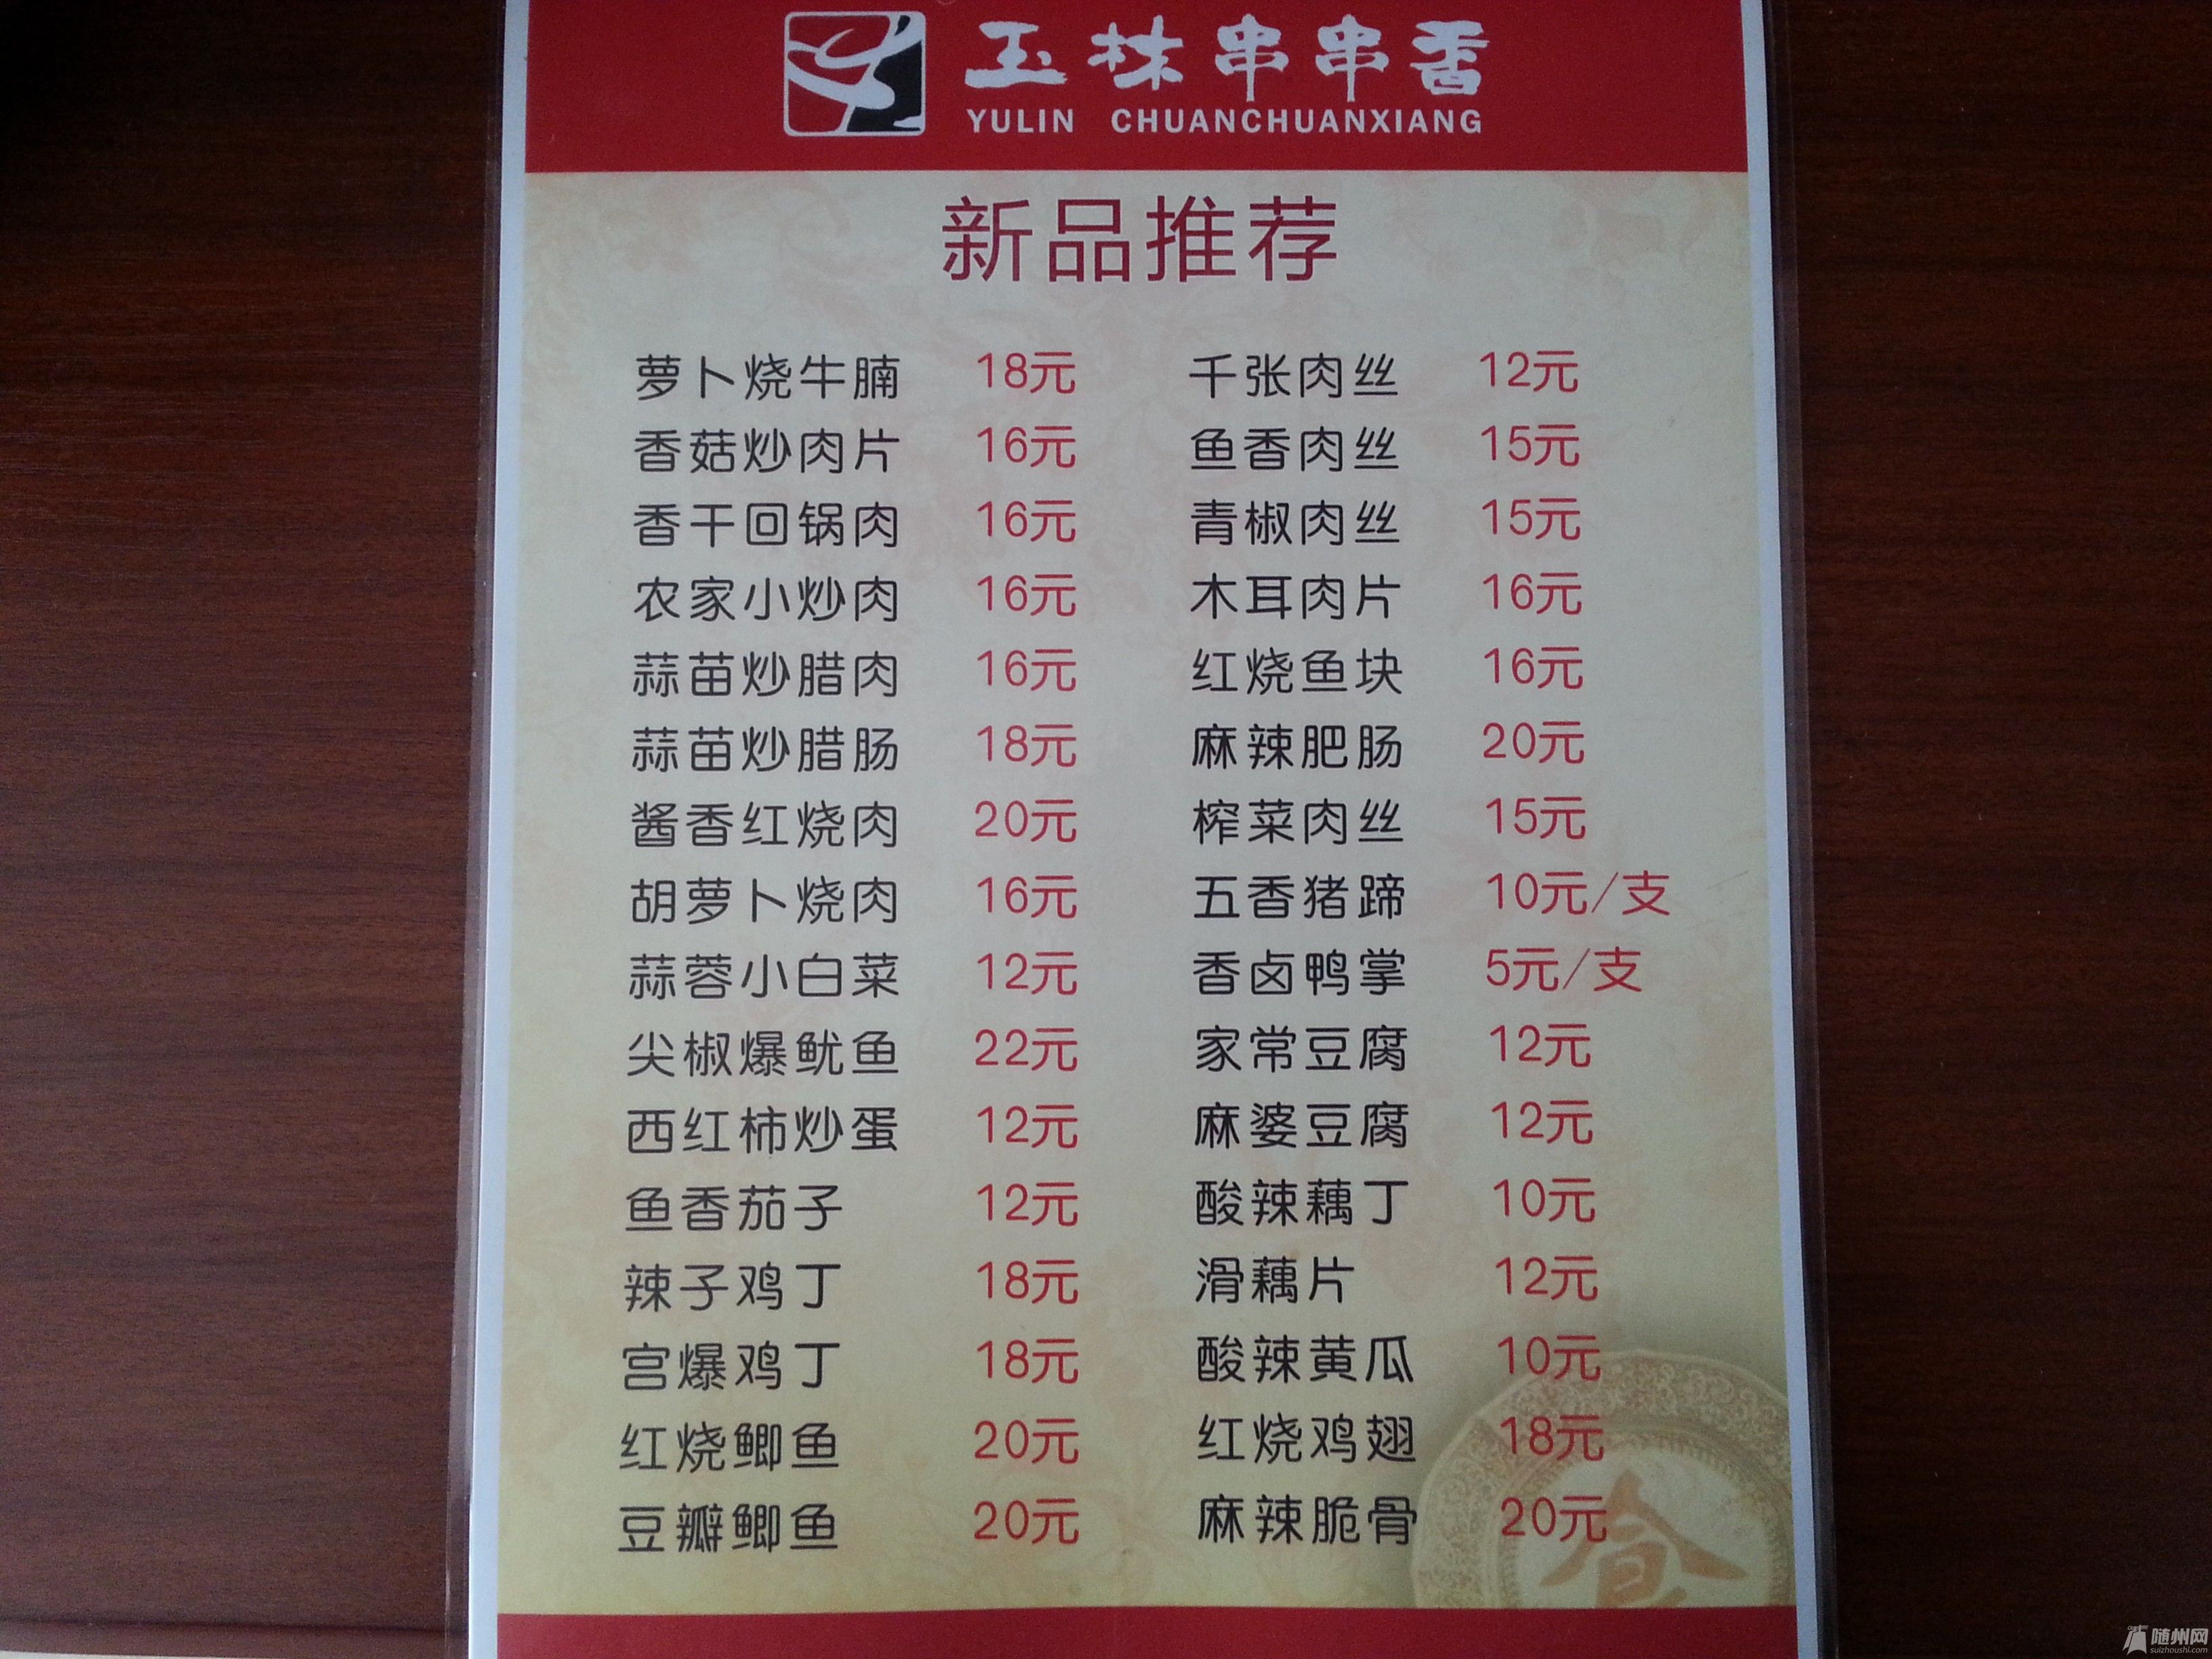 玉林串串香
YULIN CHUANCHUANXIANG
新品推荐
萝卜烧牛腩 18元 千张肉丝 12元
香菇炒肉片 16元 鱼香肉丝 15元
香干回锅肉 16元 青椒肉丝 15元
农家小炒肉 16元 木耳肉片 16元
蒜苗炒腊肉 16元 红烧鱼块 16元
蒜苗炒腊肠 18元 麻辣肥肠 20元
酱香红烧肉 20元 榨菜肉丝 15元
胡萝卜烧肉 16元 五香猪蹄 10元/支
蒜蓉小白菜 12元 香卤鸭掌 5元/支
尖椒爆鱿鱼 22元 家常豆腐 12元
西红柿炒蛋 12元 麻婆豆腐 12元
鱼香茄子 12元 酸辣藕丁 10元
辣子鸡丁 18元 滑藕片 12元
宫爆鸡丁 18元 酸辣黄瓜 10元
红烧鲫鱼 20元 红烧鸡翅 18元
豆瓣鲫鱼 20元 麻辣脆骨 20元
随州网
suizhoushi.com